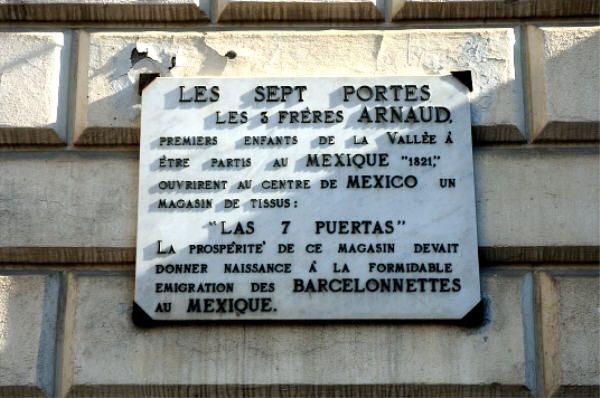 LES SEPT PORTES
LES 3 FRÈRES ARNAUD,
PREMIERS ENFANTS DE LA VALLÈE À
ÊTRE PARTIS AU MEXIQUE "1821,"
OUVRIRENT AU CENTRE DE MEXICO UN
MAGASIN DE TISSUS:
"LAS 7 PUERTAS"
LA PROSPÉRITÉ DE CE MAGASIN DEVAIT
DONNER NAISSANCE À LA FORMIDABLE
EMIGRATION DES BARCELONNETTES
AU MEXIQUE.